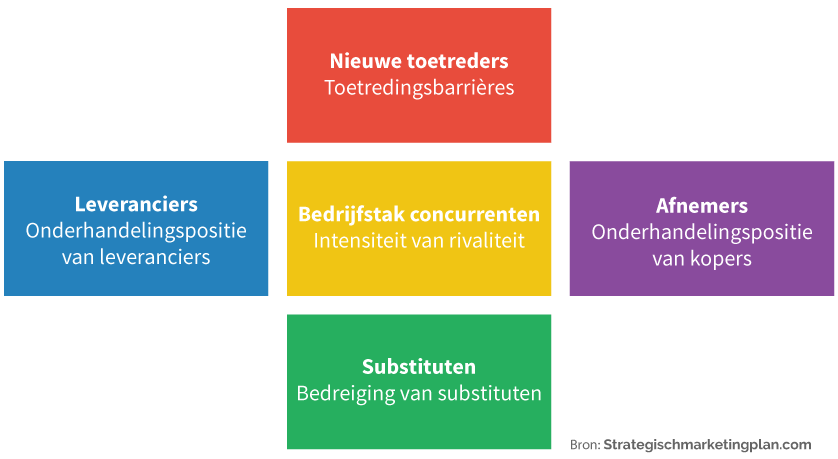 Nieuwe toetreders
Toetredingsbarrières
Leveranciers
Onderhandelingspositie
van leveranciers
Bedrijfstak concurrenten
Intensiteit van rivaliteit
Afnemers
Onderhandelingspositie
van kopers
Substituten
Bedreiging van substituten
Bron: Strategischmarketingplan.com